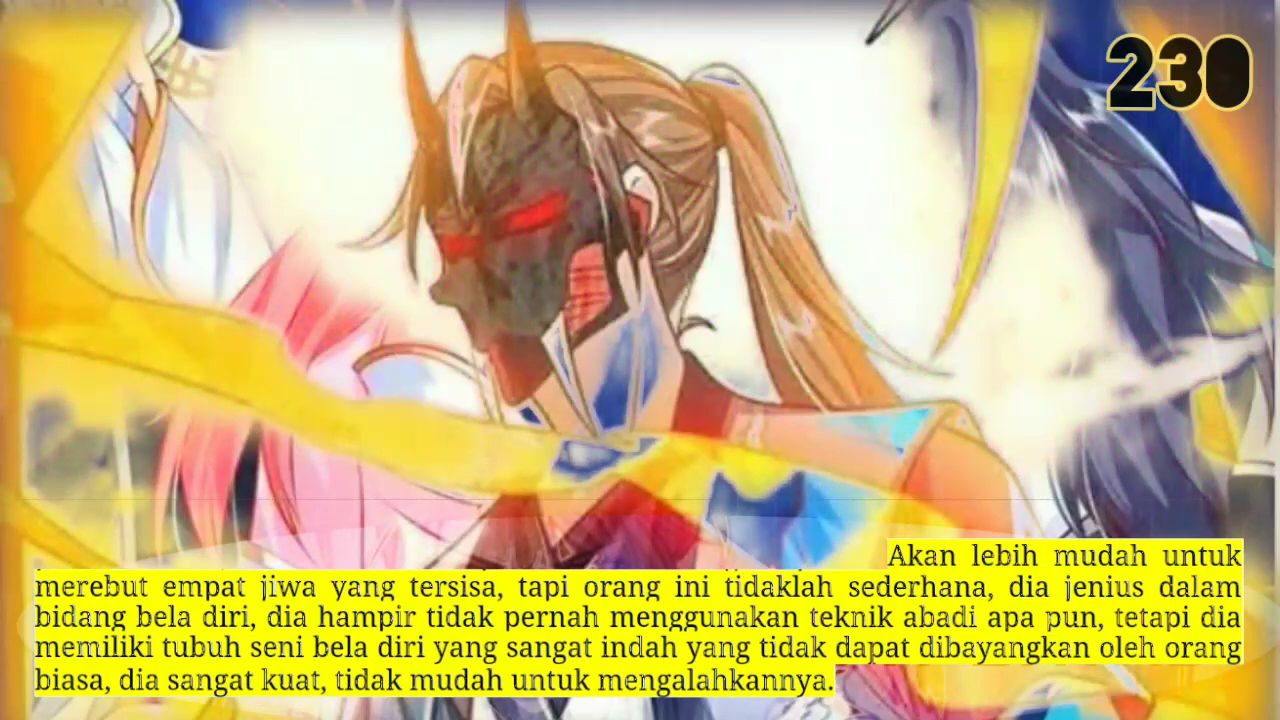 230
Akan lebih mudah untuk
merebut empat jiwa yang tersisa, tapi orang ini tidaklah sederhana, dia jenius dalam
bidang bela diri, dia hampir tidak pernah menggunakan teknik abadi apa pun, tetapi dia
memiliki tubuh seni bela diri yang sangat indah yang tidak dapat dibayangkan oleh orang
biasa, dia sangat kuat, tidak mudah untuk mengalahkannya.